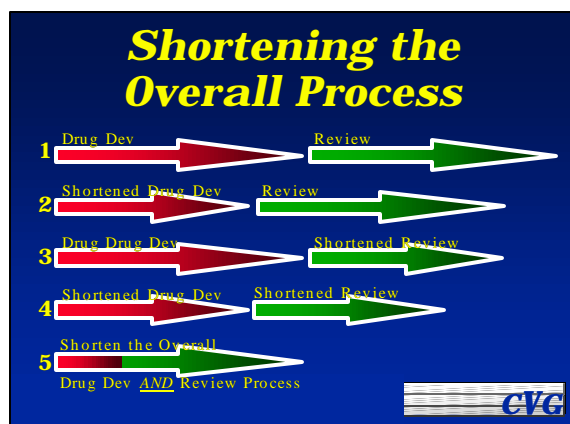 Shortening the
Overall Process
1 Drug Dev Review
2 Shortened Drug Dev Review
3 Drug Drug Dev Shortened Review
4 Shortened Drug Dev Shortened Review
5 Shorten the Overall
Drug Dev AND Review Process
CVG